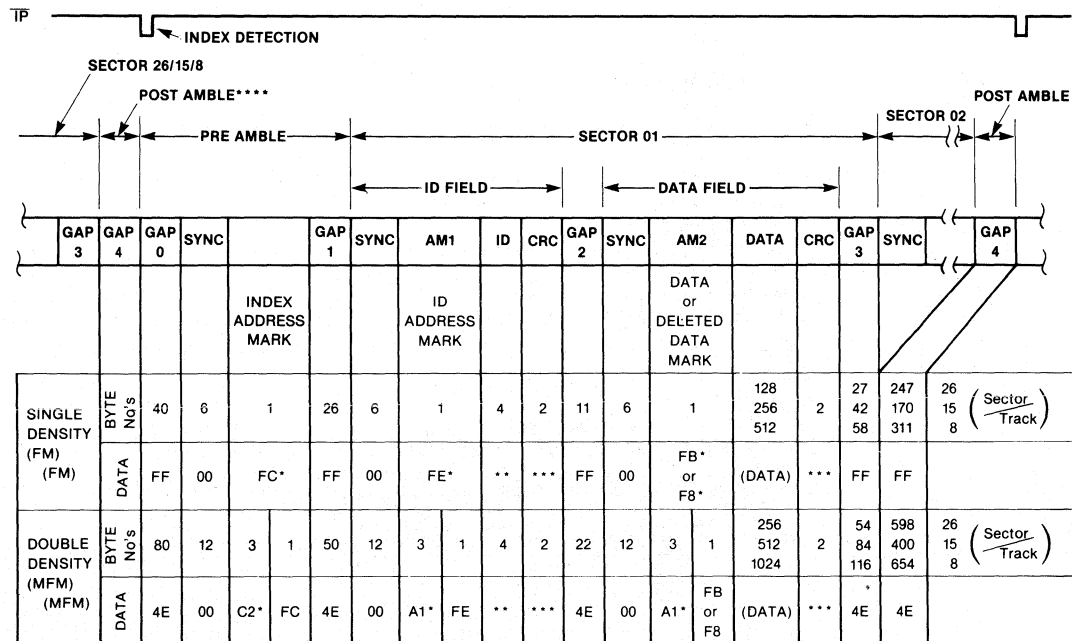 IP
INDEX DETECTION
SECTOR 26/15/8
POST AMBLE****
POST AMBLE
PRE AMBLE
SECTOR 01
SECTOR 02
ID FIELD
DATA FIELD
GAP 3 GAP 4 GAP 0 SYNC GAP 1 SYNC AM1 ID CRC GAP 2 SYNC AM2 DATA CRC GAP 3 SYNC GAP 4
INDEX ADDRESS MARK
ID ADDRESS MARK
DATA or DELETED DATA MARK
SINGLE DENSITY (FM) (FM)
BYTE No's 40 6 1 26 6 1 4 2 11 6 1 128 256 512 2 27 42 58 247 170 311 26 15 8 (Sector/Track)
DATA FF 00 FC* FF 00 FE* ** *** FF 00 FB* or F8* (DATA) *** FF FF
DOUBLE DENSITY (MFM) (MFM)
BYTE No's 80 12 3 1 50 12 3 1 4 2 22 12 3 1 256 512 1024 2 54 84 116 598 400 654 26 15 8 (Sector/Track)
DATA 4E 00 C2* FC 4E 00 A1* FE ** *** 4E 00 A1* FB or F8 (DATA) *** 4E 4E